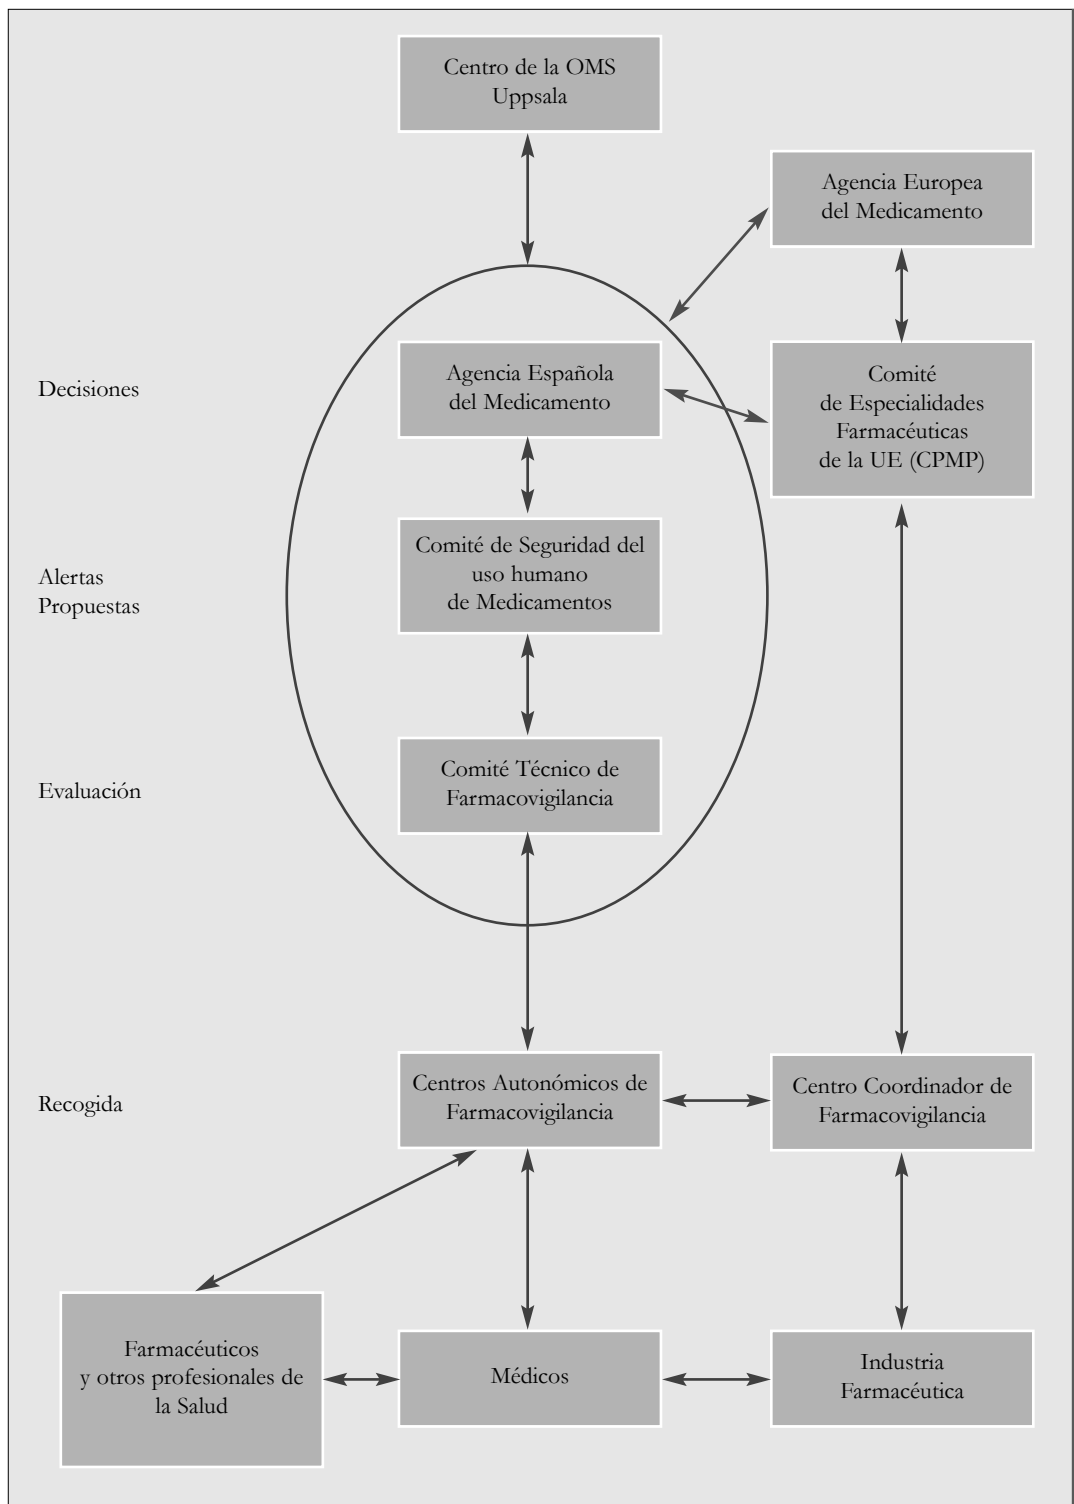 Centro de la OMS
Uppsala
Agencia Europea
del Medicamento
Decisiones
Agencia Española
del Medicamento
Comité
de Especialidades
Farmacéuticas
de la UE (CPMP)
Alertas
Propuestas
Comité de Seguridad del
uso humano
de Medicamentos
Evaluación
Comité Técnico de
Farmacovigilancia
Recogida
Centros Autonómicos de
Farmacovigilancia
Centro Coordinador de
Farmacovigilancia
Farmacéuticos
y otros profesionales de
la Salud
Médicos
Industria
Farmacéutica